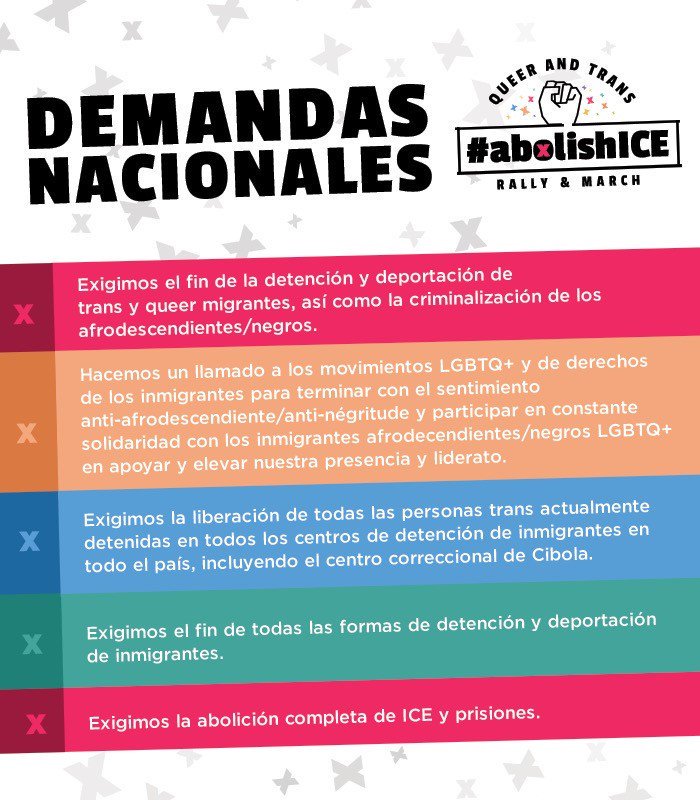 DEMANDAS
NACIONALES
QUEER AND TRANS
#abolishICE
RALLY & MARCH
x Exigimos el fin de la detención y deportación de
trans y queer migrantes, así como la criminalización de los
afrodescendientes/negros.
x Hacemos un llamado a los movimientos LGBTQ+ y de derechos
de los inmigrantes para terminar con el sentimiento
anti-afrodescendiente/anti-négritude y participar en constante
solidaridad con los inmigrantes afrodecendientes/negros LGBTQ+
en apoyar y elevar nuestra presencia y liderato.
x Exigimos la liberación de todas las personas trans actualmente
detenidas en todos los centros de detención de inmigrantes en
todo el país, incluyendo el centro correccional de Cibola.
x Exigimos el fin de todas las formas de detención y deportación
de inmigrantes.
x Exigimos la abolición completa de ICE y prisiones.